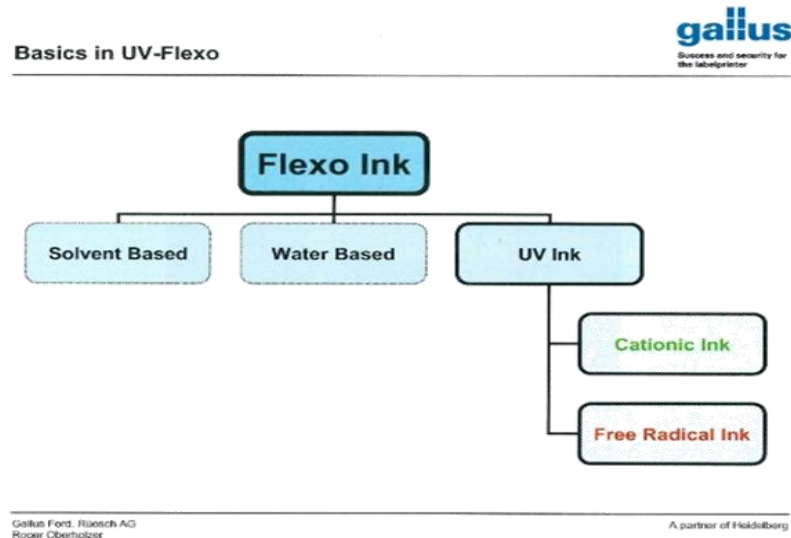 gallus
Success and security for
the labelprinter
Basics in UV-Flexo
Flexo Ink
Solvent Based
Water Based
UV Ink
Cationic Ink
Free Radical Ink
Gallus Ferd. Rüesch AG
Roger Oberholzer
A partner of Heidelberg